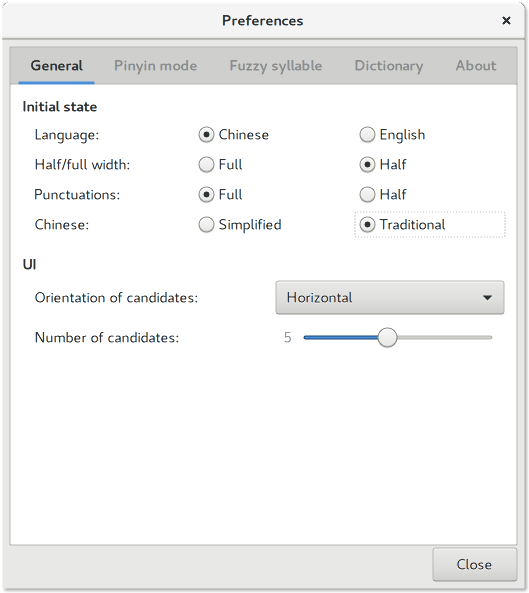 Preferences
General Pinyin mode Fuzzy syllable Dictionary About
Initial state
Language: Chinese English
Half/full width: Full Half
Punctuations: Full Half
Chinese: Simplified Traditional
UI
Orientation of candidates: Horizontal
Number of candidates: 5
Close